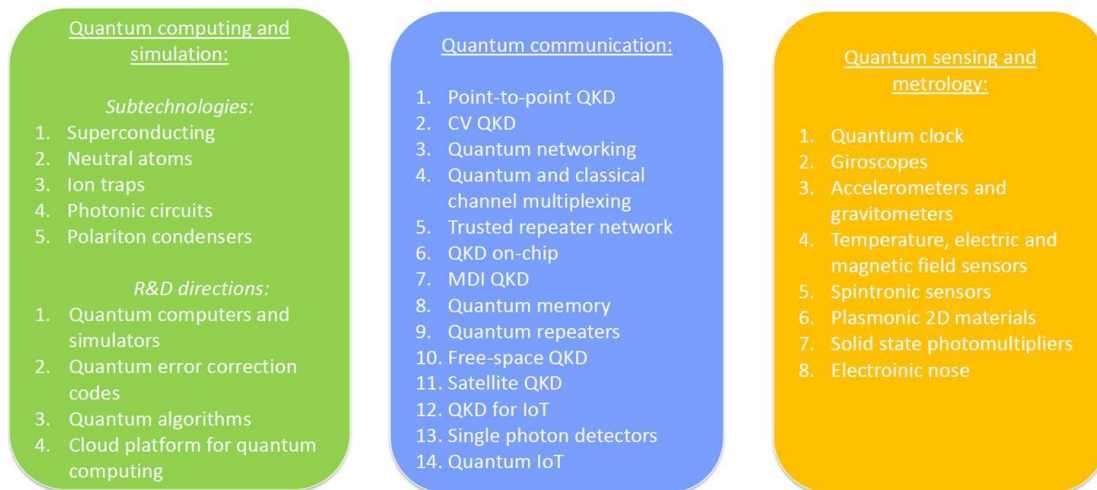 Quantum computing and
simulation:
Subtechnologies:
1. Superconducting
2. Neutral atoms
3. Ion traps
4. Photonic circuits
5. Polariton condensers
R&D directions:
1. Quantum computers and
simulators
2. Quantum error correction
codes
3. Quantum algorithms
4. Cloud platform for quantum
computing
Quantum communication:
1. Point-to-point QKD
2. CV QKD
3. Quantum networking
4. Quantum and classical
channel multiplexing
5. Trusted repeater network
6. QKD on-chip
7. MDI QKD
8. Quantum memory
9. Quantum repeaters
10. Free-space QKD
11. Satellite QKD
12. QKD for IoT
13. Single photon detectors
14. Quantum IoT
Quantum sensing and
metrology:
1. Quantum clock
2. Giroscopes
3. Accelerometers and
gravitometers
4. Temperature, electric and
magnetic field sensors
5. Spintronic sensors
6. Plasmonic 2D materials
7. Solid state photomultipliers
8. Electroinic nose